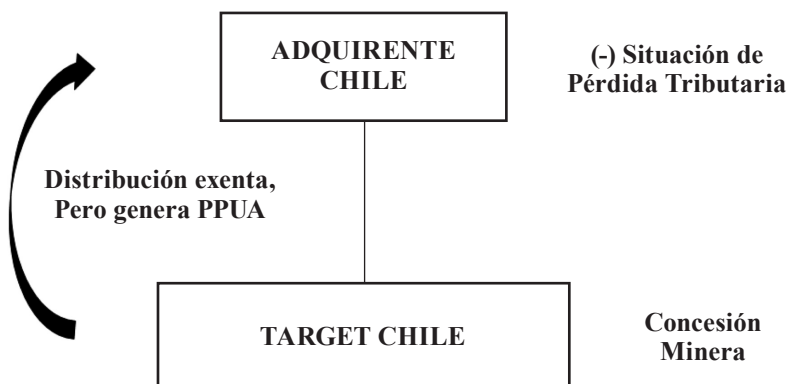 ADQUIRENTE
CHILE
(-) Situación de
Pérdida Tributaria
Distribución exenta,
Pero genera PPUA
TARGET CHILE
Concesión
Minera